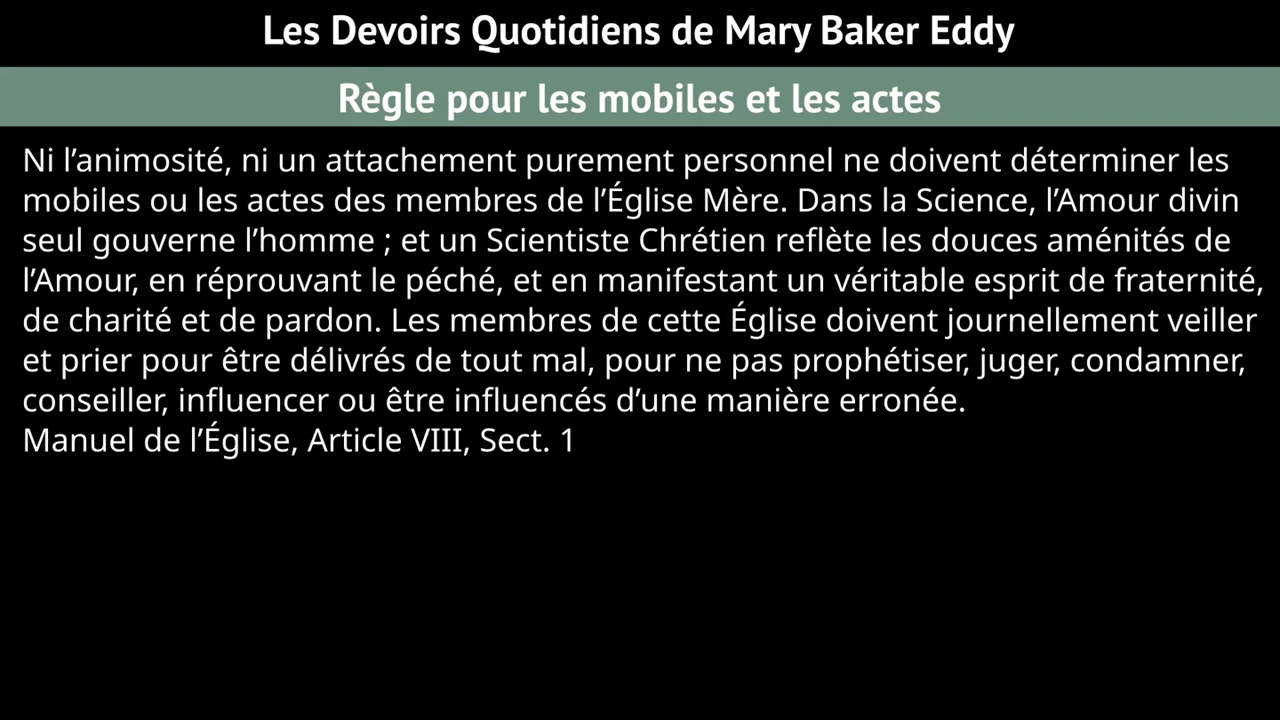 Les Devoirs Quotidiens de Mary Baker Eddy
Règle pour les mobiles et les actes
Ni l’animosité, ni un attachement purement personnel ne doivent déterminer les
mobiles ou les actes des membres de l’Église Mère. Dans la Science, l’Amour divin
seul gouverne l’homme ; et un Scientiste Chrétien reflète les douces aménités de
l’Amour, en réprouvant le péché, et en manifestant un véritable esprit de fraternité,
de charité et de pardon. Les membres de cette Église doivent journellement veiller
et prier pour être délivrés de tout mal, pour ne pas prophétiser, juger, condamner,
conseiller, influencer ou être influencés d’une manière erronée.
Manuel de l’Église, Article VIII, Sect. 1